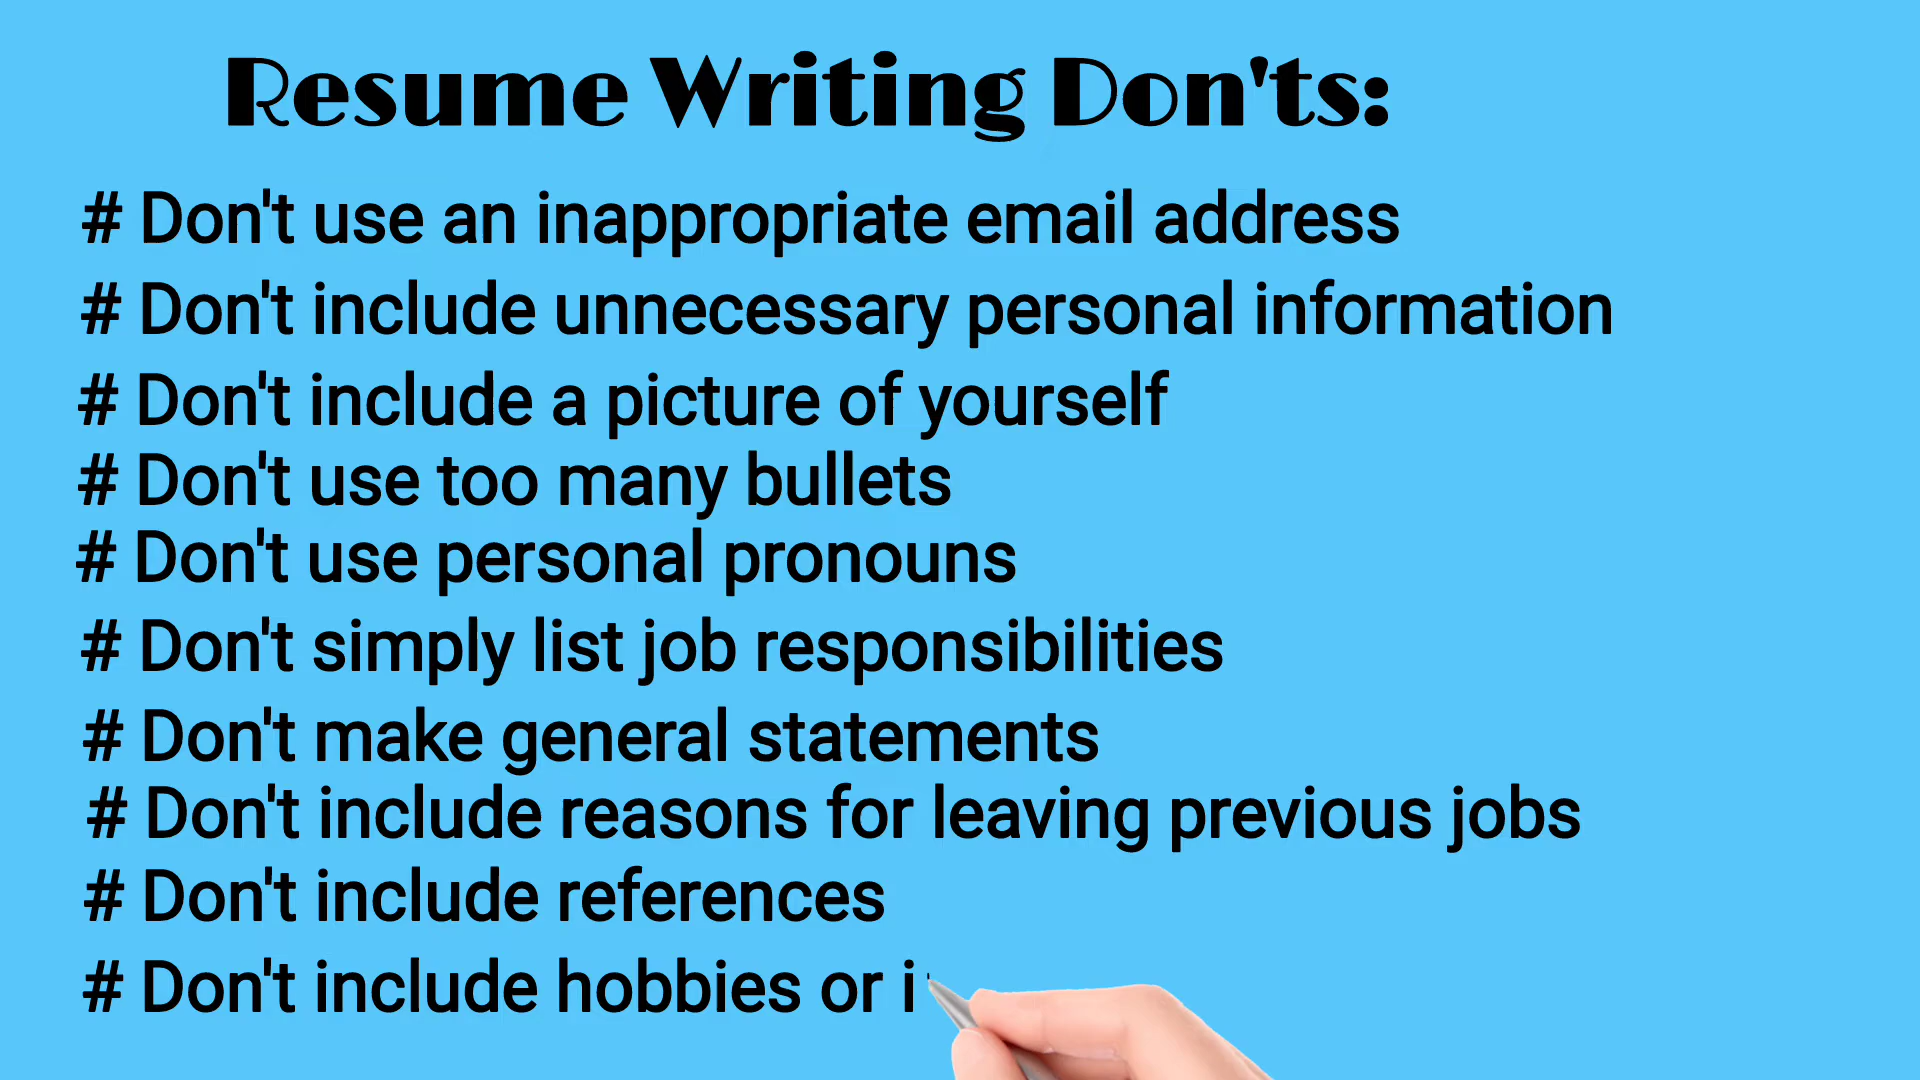 Resume Writing Don'ts:
# Don't use an inappropriate email address
# Don't include unnecessary personal information
# Don't include a picture of yourself
# Don't use too many bullets
# Don't use personal pronouns
# Don't simply list job responsibilities
# Don't make general statements
# Don't include reasons for leaving previous jobs
# Don't include references
# Don't include hobbies or i